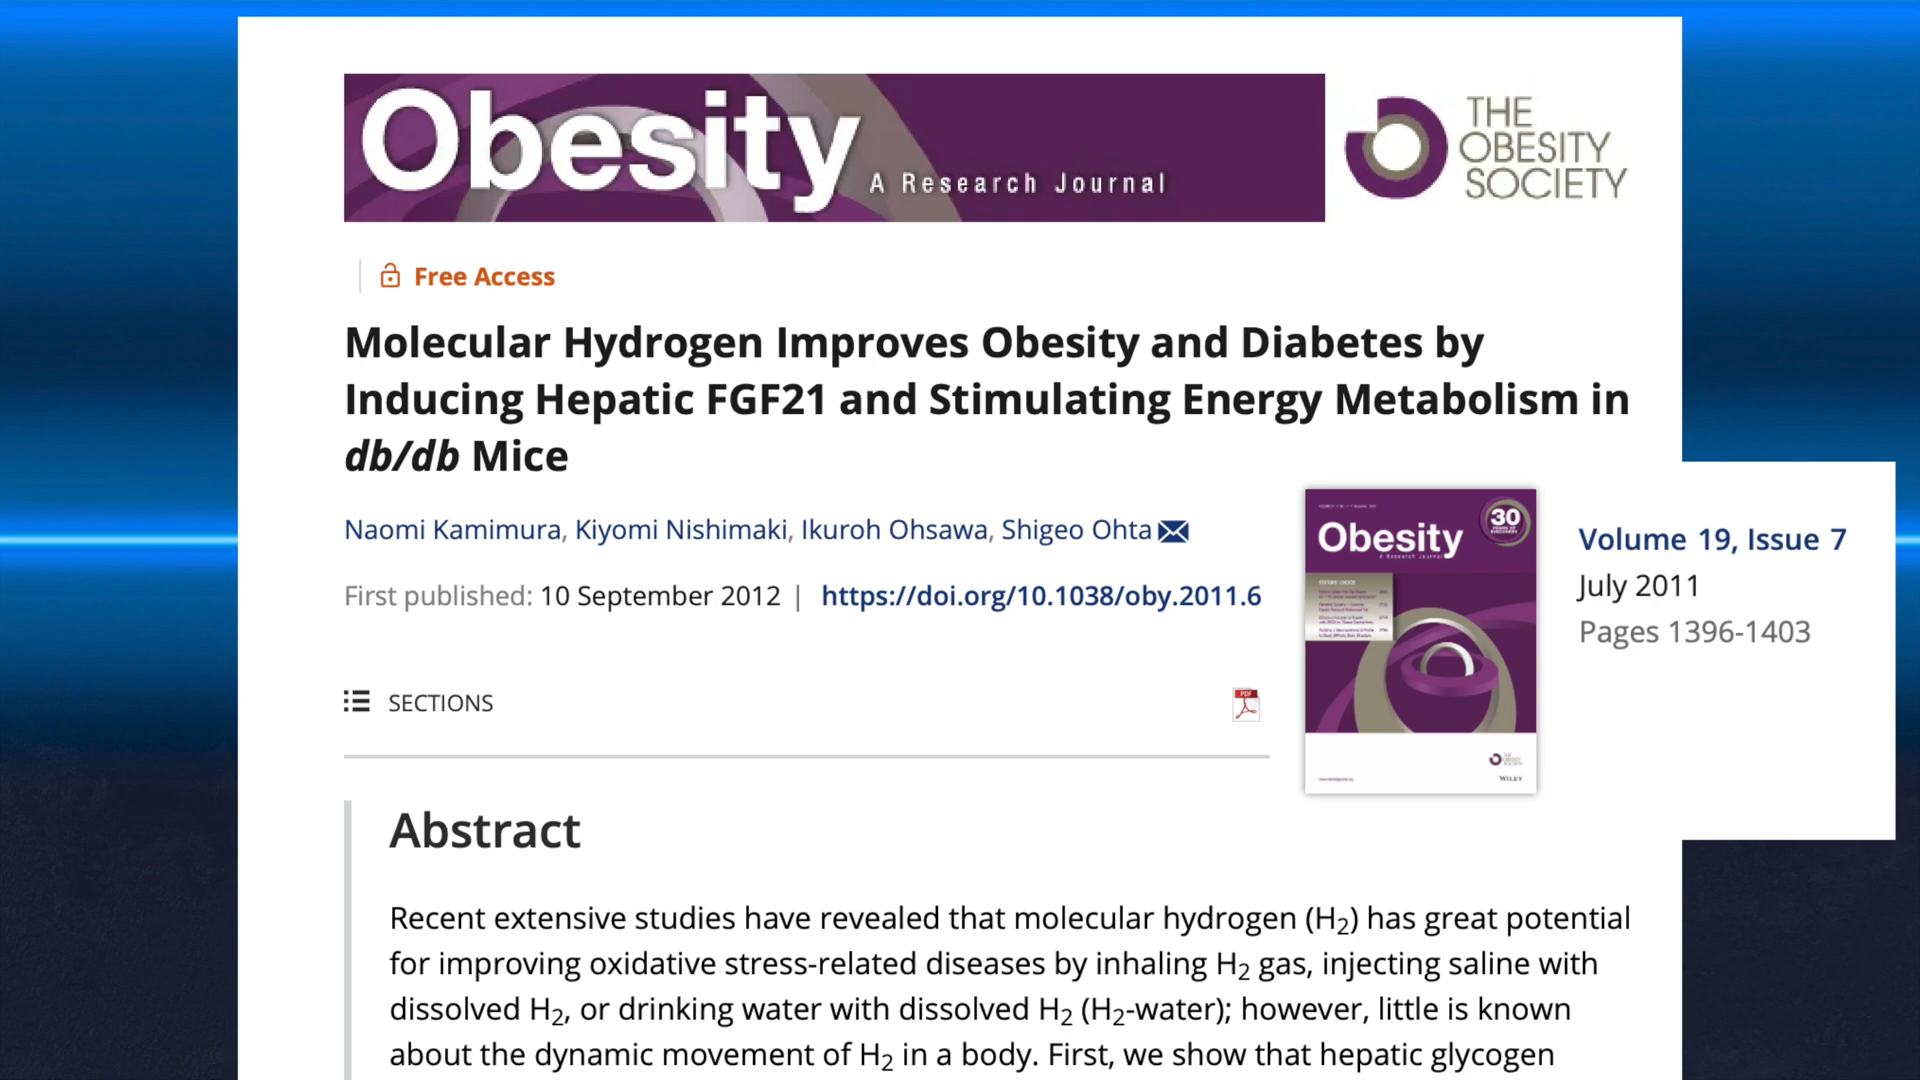 Obesity A Research Journal
THE
OBESITY
SOCIETY
Free Access
Molecular Hydrogen Improves Obesity and Diabetes by
Inducing Hepatic FGF21 and Stimulating Energy Metabolism in
db/db Mice
Naomi Kamimura, Kiyomi Nishimaki, Ikuroh Ohsawa, Shigeo Ohta
First published: 10 September 2012 | https://doi.org/10.1038/oby.2011.6
SECTIONS
PDF
Obesity
A Research Journal
30
WILEY
Volume 19, Issue 7
July 2011
Pages 1396-1403
Abstract
Recent extensive studies have revealed that molecular hydrogen (H₂) has great potential
for improving oxidative stress-related diseases by inhaling H₂ gas, injecting saline with
dissolved H₂, or drinking water with dissolved H₂ (H₂-water); however, little is known
about the dynamic movement of H₂ in a body. First, we show that hepatic glycogen